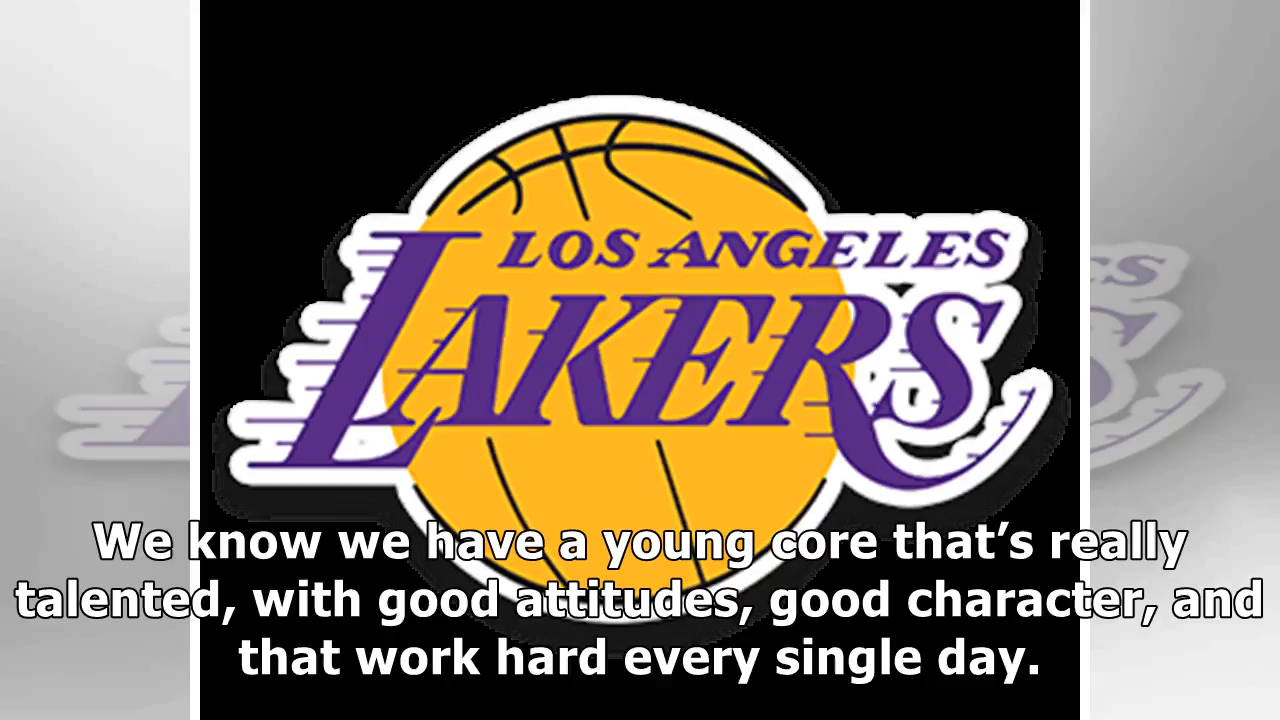 LOS ANGELES
LAKERS
We know we have a young core that’s really
talented, with good attitudes, good character, and
that work hard every single day.